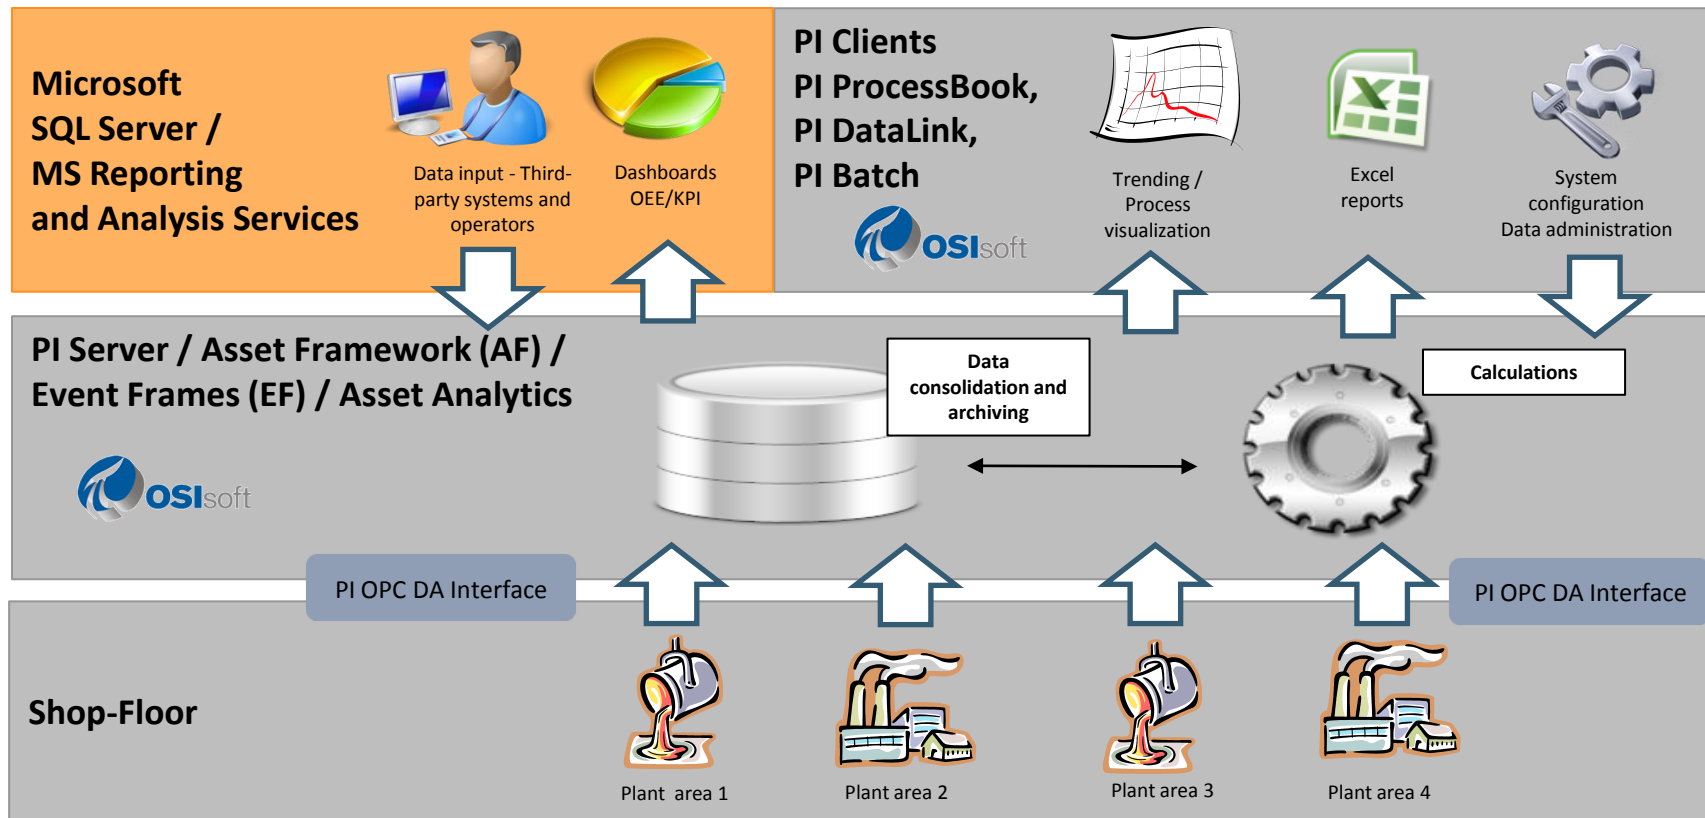 Microsoft
SQL Server /
MS Reporting
and Analysis Services
Data input - Third-
party systems and
operators
Dashboards
OEE/KPI
PI Clients
PI ProcessBook,
PI DataLink,
PI Batch
OSIsoft
Trending /
Process
visualization
Excel
reports
System
configuration
Data administration
PI Server / Asset Framework (AF) /
Event Frames (EF) / Asset Analytics
OSIsoft
Data
consolidation and
archiving
Calculations
PI OPC DA Interface
PI OPC DA Interface
Shop-Floor
Plant area 1
Plant area 2
Plant area 3
Plant area 4